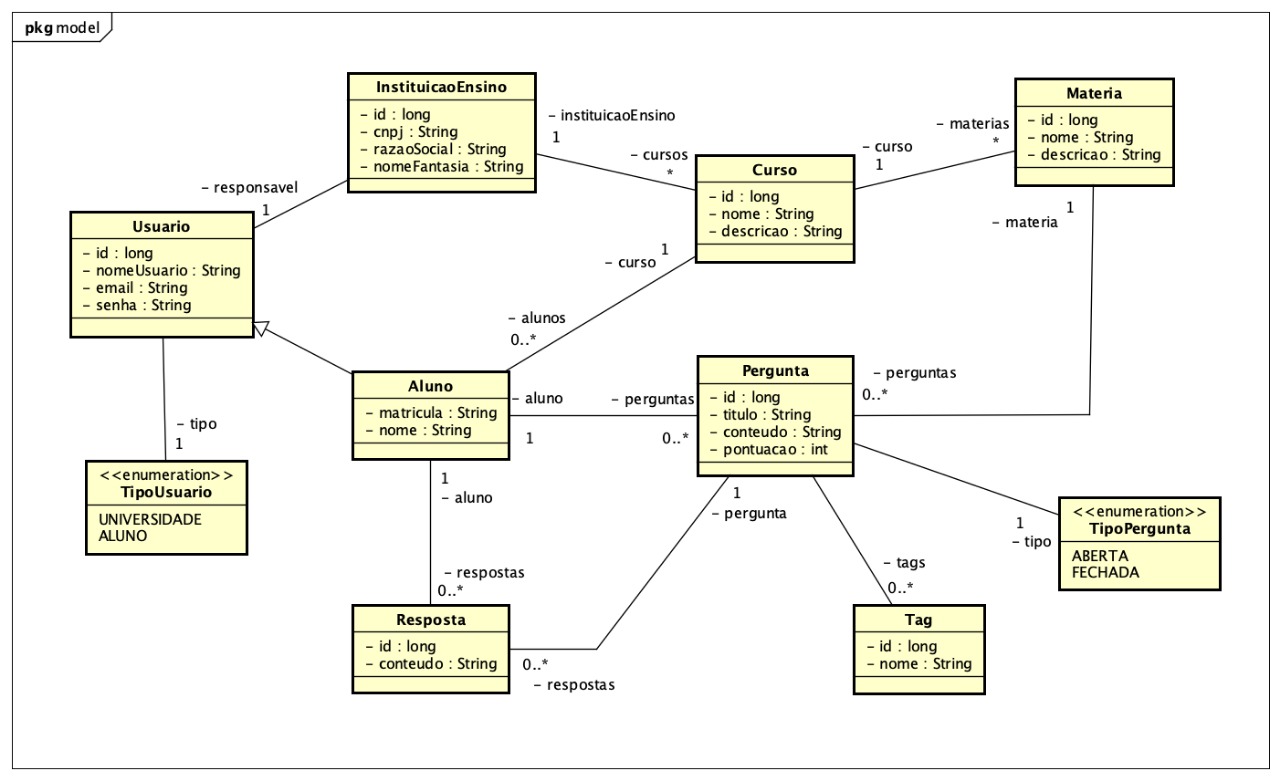 pkg model
InstituicaoEnsino
– id : long
– cnpj : String
– razaoSocial : String
– nomeFantasia : String
– instituicaoEnsino
1
– cursos
*
Materia
– id : long
– nome : String
– descricao : String
– materias
*
– curso
1
Curso
– id : long
– nome : String
– descricao : String
– responsavel
1
Usuario
– id : long
– nomeUsuario : String
– email : String
– senha : String
1
– materia
1
– curso
– alunos
0..*
Aluno
– matricula : String
– nome : String
– aluno
1
– perguntas
0..*
Pergunta
– id : long
– titulo : String
– conteudo : String
– pontuacao : int
– perguntas
0..*
– tipo
1
<<enumeration>>
TipoUsuario
UNIVERSIDADE
ALUNO
1
– aluno
1
– pergunta
1
– tipo
<<enumeration>>
TipoPergunta
ABERTA
FECHADA
– respostas
0..*
– tags
0..*
Resposta
– id : long
– conteudo : String
0..*
– respostas
Tag
– id : long
– nome : String